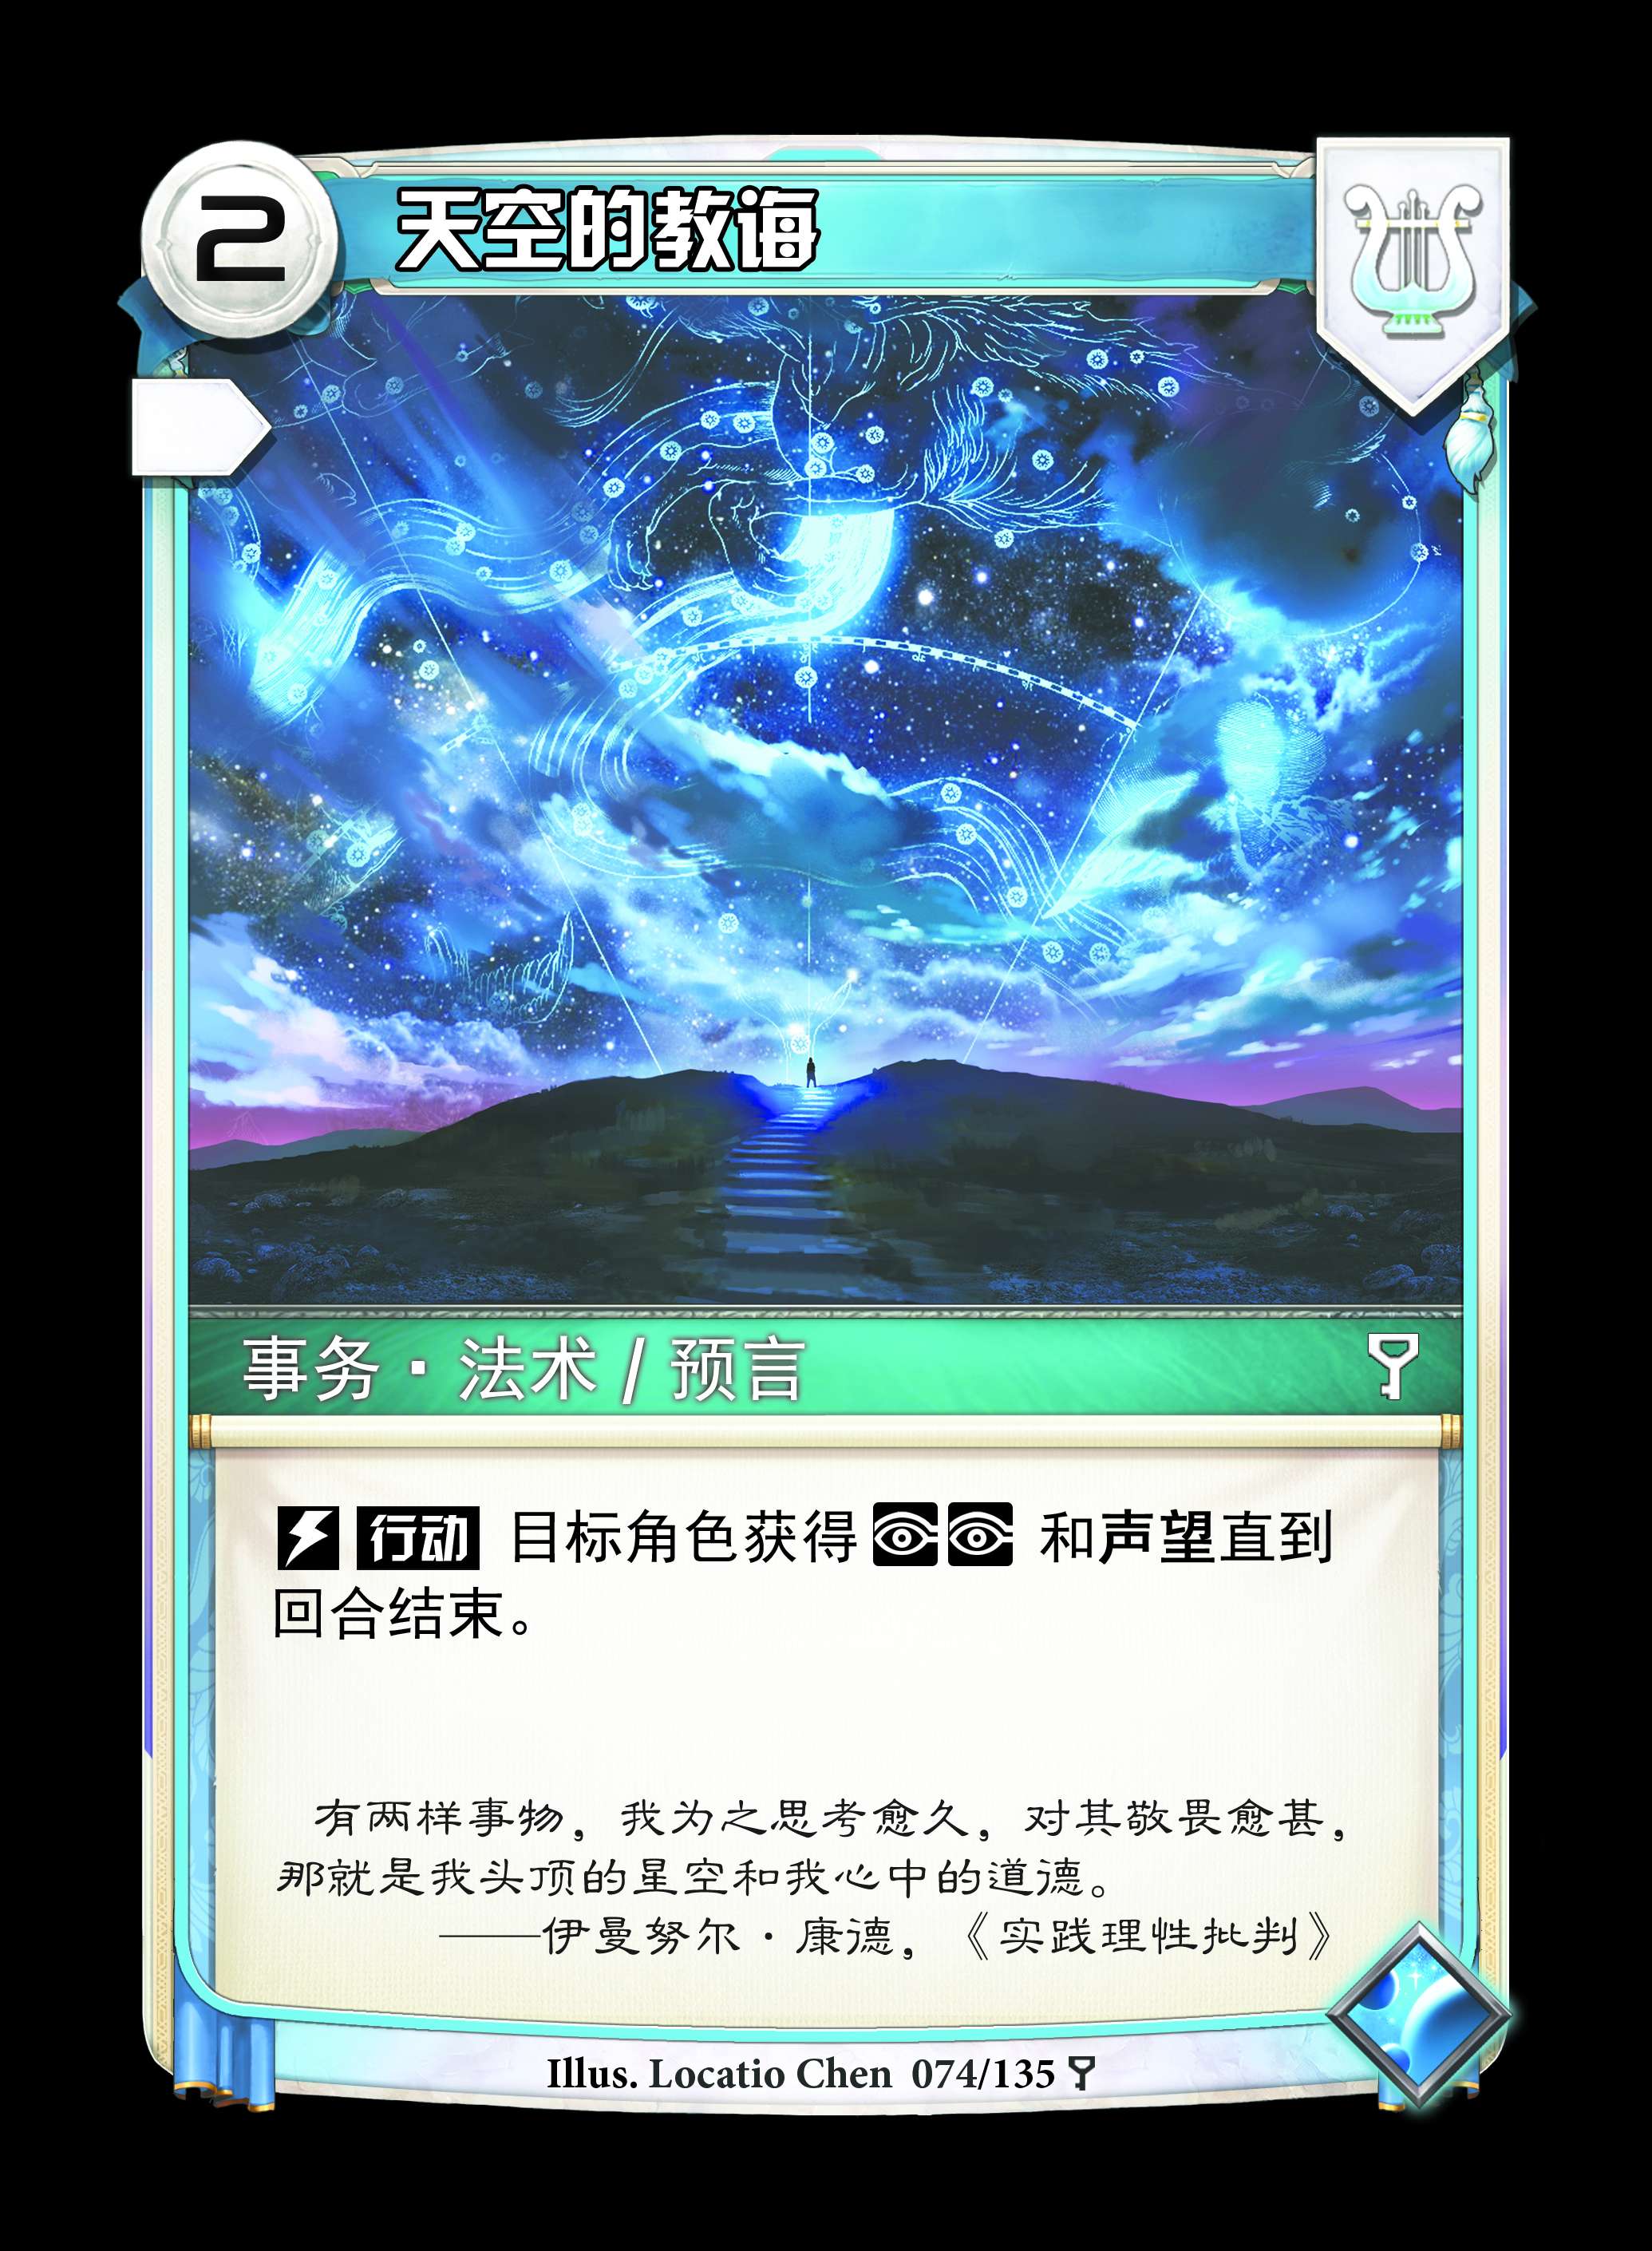 2
天空的教诲
事务·法术/预言
行动 目标角色获得 和声望直到
回合结束。
有两样事物，我为之思考愈久，对其敬畏愈甚，
那就是我头顶的星空和我心中的道德。
——伊曼努尔·康德，《实践理性批判》
Illus. Locatio Chen 074/135